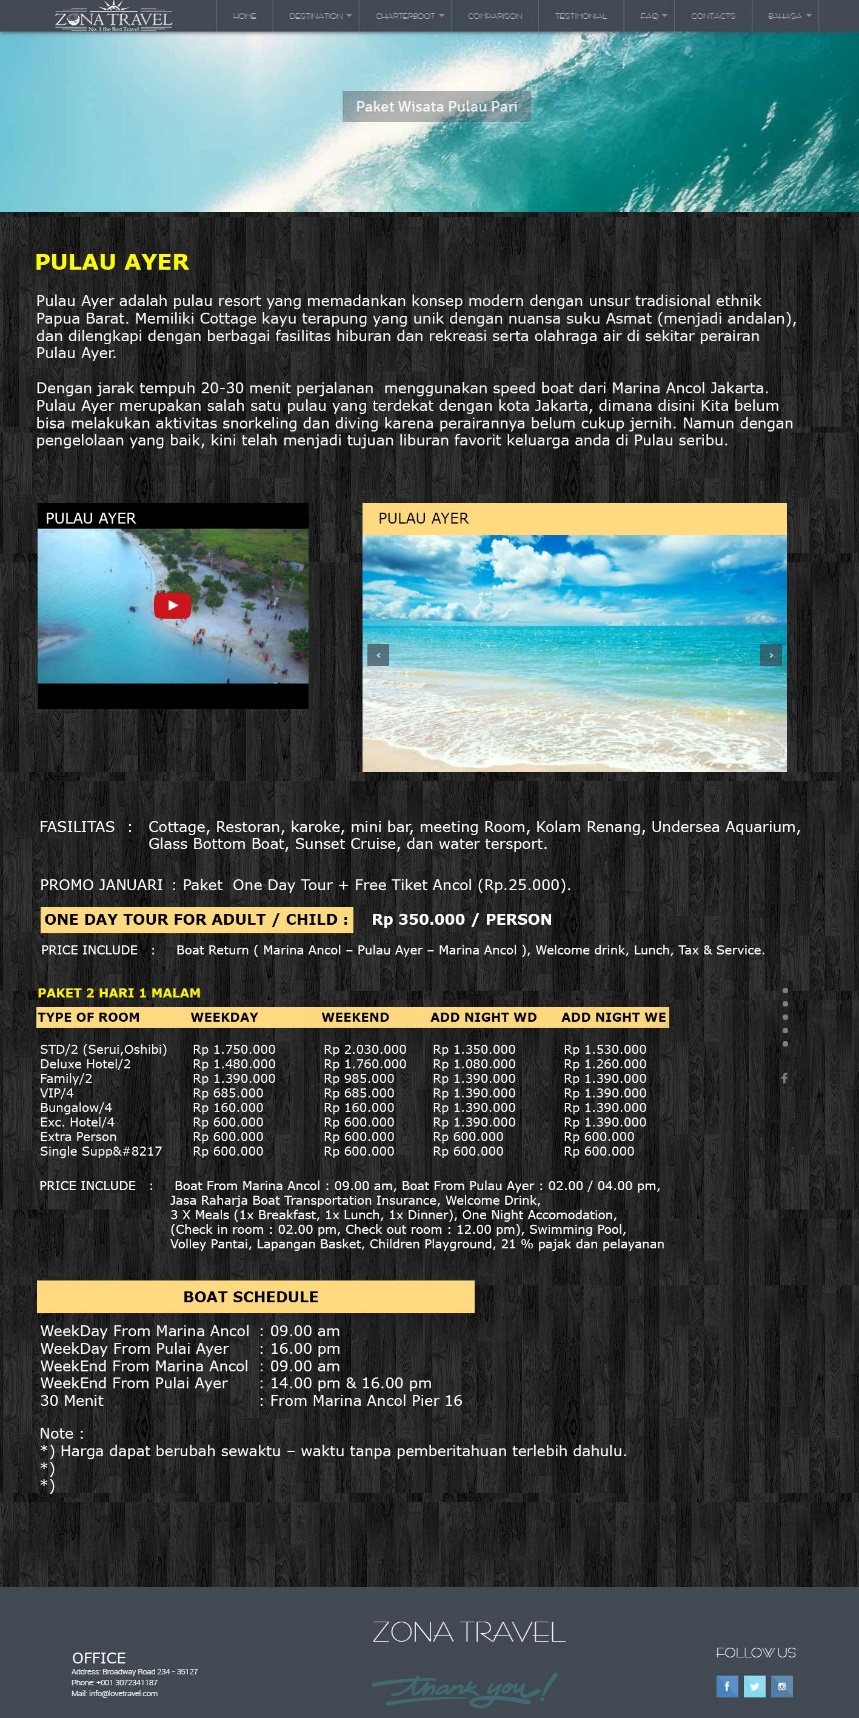 ZONA TRAVEL
No. 1 the Best Travel
HOME DESTINATION CHARTERBOOT COMPARISON TESTIMONIAL FAQ CONTACTS BAHASA
Paket Wisata Pulau Pari
PULAU AYER
Pulau Ayer adalah pulau resort yang memadankan konsep modern dengan unsur tradisional ethnik
Papua Barat. Memiliki Cottage kayu terapung yang unik dengan nuansa suku Asmat (menjadi andalan),
dan dilengkapi dengan berbagai fasilitas hiburan dan rekreasi serta olahraga air di sekitar perairan
Pulau Ayer.
Dengan jarak tempuh 20-30 menit perjalanan menggunakan speed boat dari Marina Ancol Jakarta.
Pulau Ayer merupakan salah satu pulau yang terdekat dengan kota Jakarta, dimana disini Kita belum
bisa melakukan aktivitas snorkeling dan diving karena perairannya belum cukup jernih. Namun dengan
pengelolaan yang baik, kini telah menjadi tujuan liburan favorit keluarga anda di Pulau seribu.
PULAU AYER
PULAU AYER
FASILITAS : Cottage, Restoran, karoke, mini bar, meeting Room, Kolam Renang, Undersea Aquarium,
Glass Bottom Boat, Sunset Cruise, dan water tersport.
PROMO JANUARI : Paket One Day Tour + Free Tiket Ancol (Rp.25.000).
ONE DAY TOUR FOR ADULT / CHILD : Rp 350.000 / PERSON
PRICE INCLUDE : Boat Return ( Marina Ancol – Pulau Ayer – Marina Ancol ), Welcome drink, Lunch, Tax & Service.
PAKET 2 HARI 1 MALAM
TYPE OF ROOM WEEKDAY WEEKEND ADD NIGHT WD ADD NIGHT WE
STD/2 (Serui,Oshibi) Rp 1.750.000 Rp 2.030.000 Rp 1.350.000 Rp 1.530.000
Deluxe Hotel/2 Rp 1.480.000 Rp 1.760.000 Rp 1.080.000 Rp 1.260.000
Family/2 Rp 1.390.000 Rp 985.000 Rp 1.390.000 Rp 1.390.000
VIP/4 Rp 685.000 Rp 685.000 Rp 1.390.000 Rp 1.390.000
Bungalow/4 Rp 160.000 Rp 160.000 Rp 1.390.000 Rp 1.390.000
Exc. Hotel/4 Rp 600.000 Rp 600.000 Rp 1.390.000 Rp 1.390.000
Extra Person Rp 600.000 Rp 600.000 Rp 600.000 Rp 600.000
Single Supp&#8217 Rp 600.000 Rp 600.000 Rp 600.000 Rp 600.000
PRICE INCLUDE : Boat From Marina Ancol : 09.00 am, Boat From Pulau Ayer : 02.00 / 04.00 pm,
Jasa Raharja Boat Transportation Insurance, Welcome Drink,
3 X Meals (1x Breakfast, 1x Lunch, 1x Dinner), One Night Accomodation,
(Check in room : 02.00 pm, Check out room : 12.00 pm), Swimming Pool,
Volley Pantai, Lapangan Basket, Children Playground, 21 % pajak dan pelayanan
BOAT SCHEDULE
WeekDay From Marina Ancol : 09.00 am
WeekDay From Pulai Ayer : 16.00 pm
WeekEnd From Marina Ancol : 09.00 am
WeekEnd From Pulai Ayer : 14.00 pm & 16.00 pm
30 Menit : From Marina Ancol Pier 16
Note :
*) Harga dapat berubah sewaktu – waktu tanpa pemberitahuan terlebih dahulu.
*)
*)
OFFICE
Address: Broadway Road 234 - 35127
Phone: +001 3072341187
Mail: info@lovetravel.com
ZONA TRAVEL
thank you!
FOLLOW US